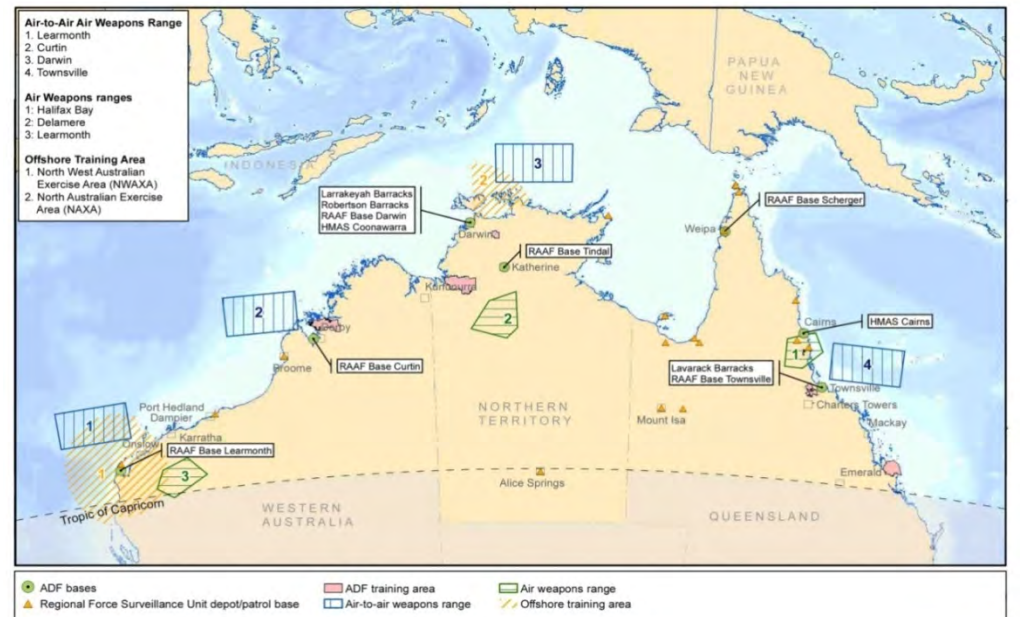 Air-to-Air Air Weapons Range
1. Learmonth
2. Curtin
3. Darwin
4. Townsville
Air Weapons ranges
1: Halifax Bay
2: Delamere
3: Learmonth
Offshore Training Area
1. North West Australian
Exercise Area (NWAXA)
2. North Australian Exercise
Area (NAXA)
PAPUA
NEW
GUINEA
INDONESIA
3
2
Larrakeyah Barracks
Robertson Barracks
RAAF Base Darwin
HMAS Coonawarra
Darwin
RAAF Base Scherger
Weipa
RAAF Base Tindal
Katherine
Kununurra
2
2
Derby
RAAF Base Curtin
Broome
Cairns
HMAS Cairns
1
4
Lavarack Barracks
RAAF Base Townsville
Townsville
Charters Towers
Mackay
Mount Isa
NORTHERN
TERRITORY
Port Hedland
Dampier
Karratha
1
Onslow
RAAF Base Learmonth
1
3
Emerald
Alice Springs
Tropic of Capricorn
WESTERN
AUSTRALIA
QUEENSLAND
ADF bases
Regional Force Surveillance Unit depot/patrol base
ADF training area
Air-to-air weapons range
Air weapons range
Offshore training area